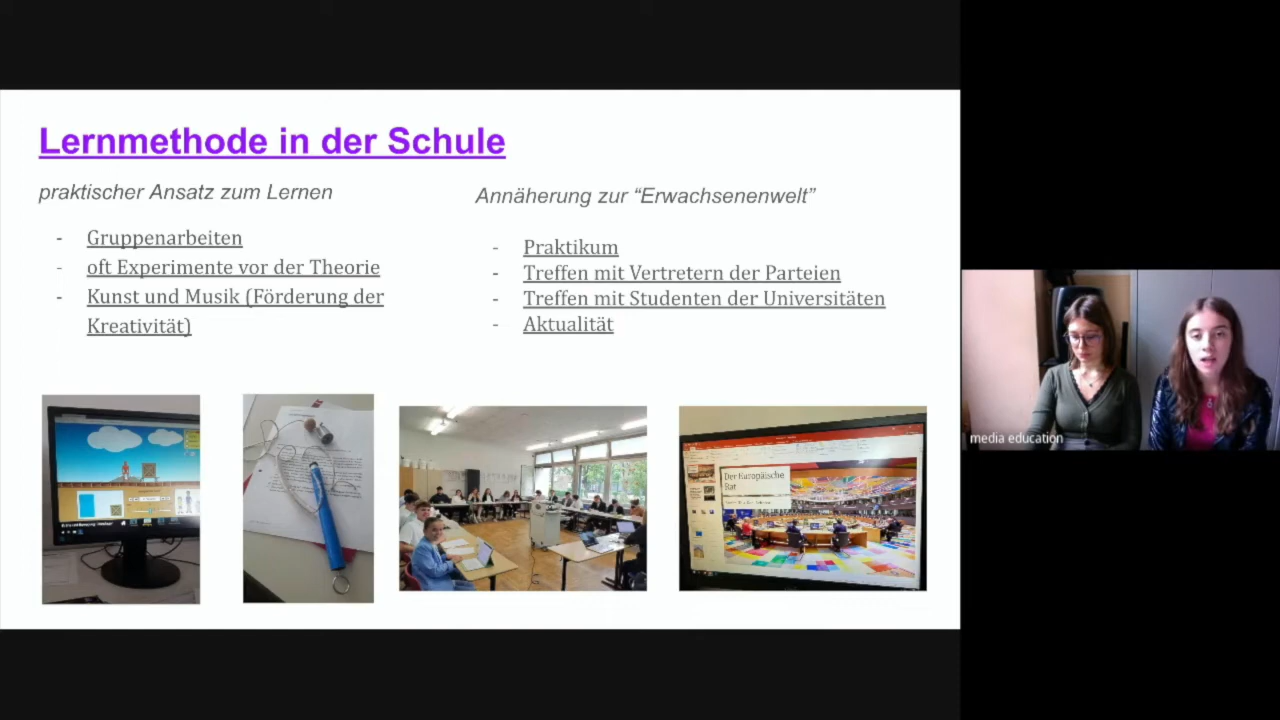 Lernmethode in der Schule
praktischer Ansatz zum Lernen
- Gruppenarbeiten
- oft Experimente vor der Theorie
- Kunst und Musik (Förderung der
Kreativität)
Annäherung zur “Erwachsenenwelt”
- Praktikum
- Treffen mit Vertretern der Parteien
- Treffen mit Studenten der Universitäten
- Aktualität
Der Europäische
Rat
media education